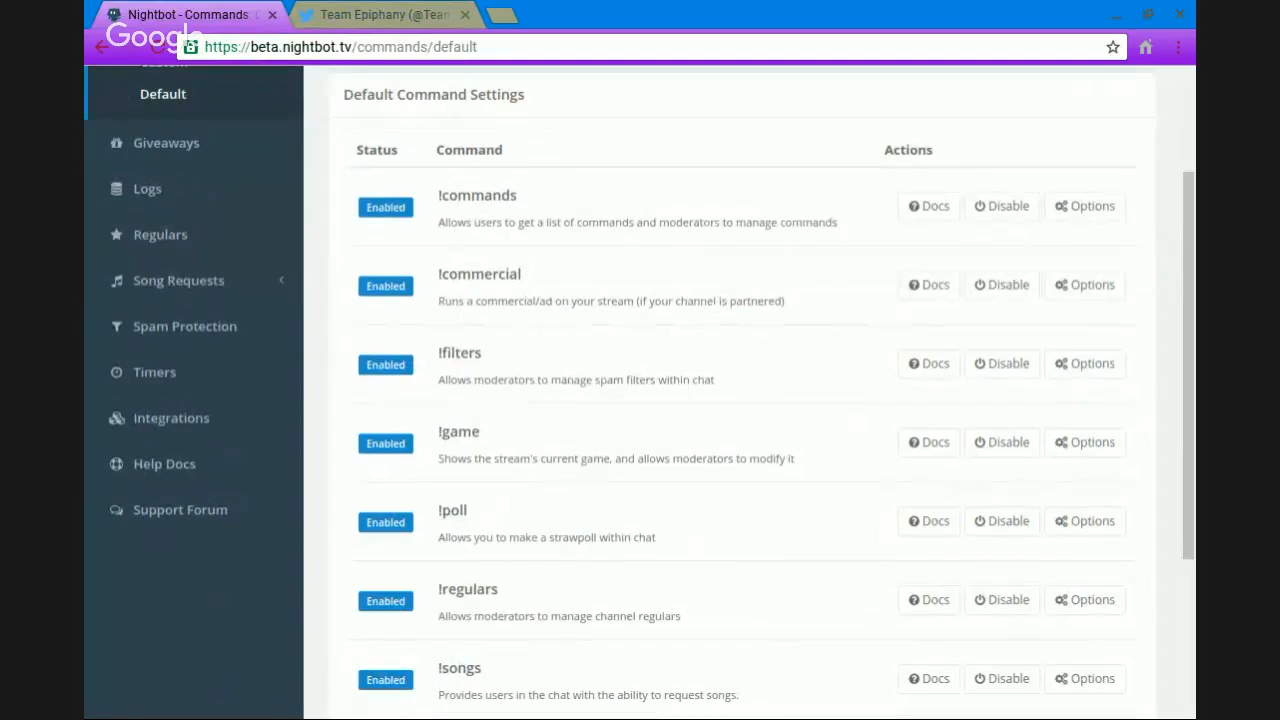 Nightbot - Commands:
Team Epiphany (@Tean
Google
https://beta.nightbot.tv/commands/default
Default
Giveaways
Logs
Regulars
Song Requests
Spam Protection
Timers
Integrations
Help Docs
Support Forum
Default Command Settings
Status Command Actions
Enabled !commands Docs Disable Options
Allows users to get a list of commands and moderators to manage commands
Enabled !commercial Docs Disable Options
Runs a commercial/ad on your stream (if your channel is partnered)
Enabled !filters Docs Disable Options
Allows moderators to manage spam filters within chat
Enabled !game Docs Disable Options
Shows the stream's current game, and allows moderators to modify it
Enabled !poll Docs Disable Options
Allows you to make a strawpoll within chat
Enabled !regulars Docs Disable Options
Allows moderators to manage channel regulars
Enabled !songs Docs Disable Options
Provides users in the chat with the ability to request songs.